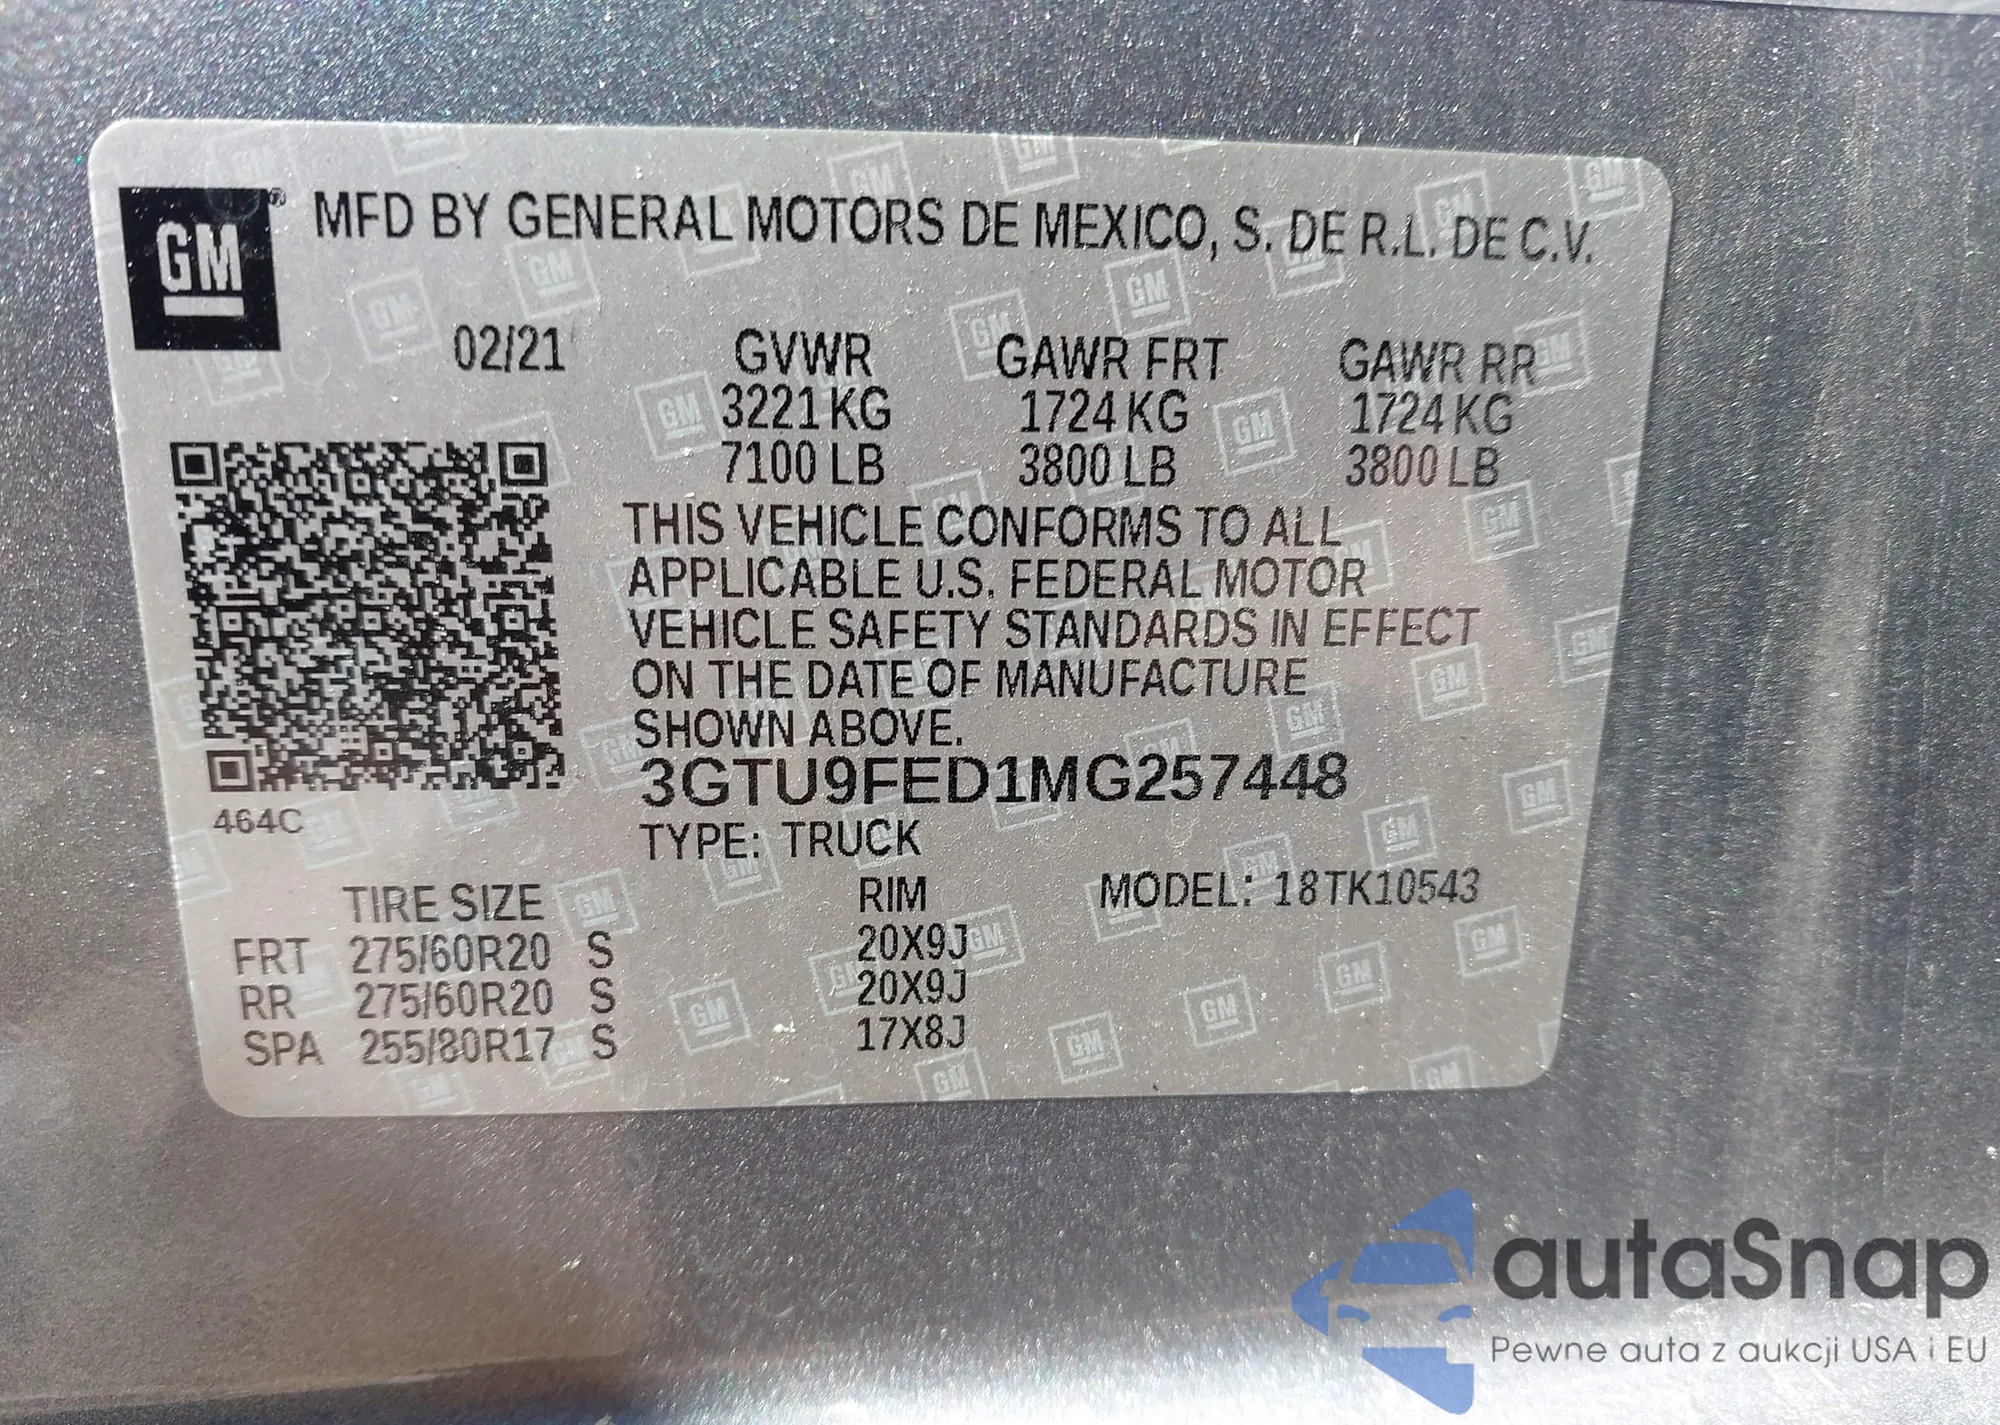 GM® MFD BY GENERAL MOTORS DE MEXICO, S. DE R.L. DE C.V.
02/21 GVWR GAWR FRT GAWR RR
3221 KG 1724 KG 1724 KG
7100 LB 3800 LB 3800 LB
THIS VEHICLE CONFORMS TO ALL
APPLICABLE U.S. FEDERAL MOTOR
VEHICLE SAFETY STANDARDS IN EFFECT
ON THE DATE OF MANUFACTURE
SHOWN ABOVE.
3GTU9FED1MG257448
464C
TYPE: TRUCK
TIRE SIZE RIM MODEL: 18TK10543
FRT 275/60R20 S 20X9J
RR 275/60R20 S 20X9J
SPA 255/80R17 S 17X8J
autaSnap
Pewne auta z aukcji USA i EU